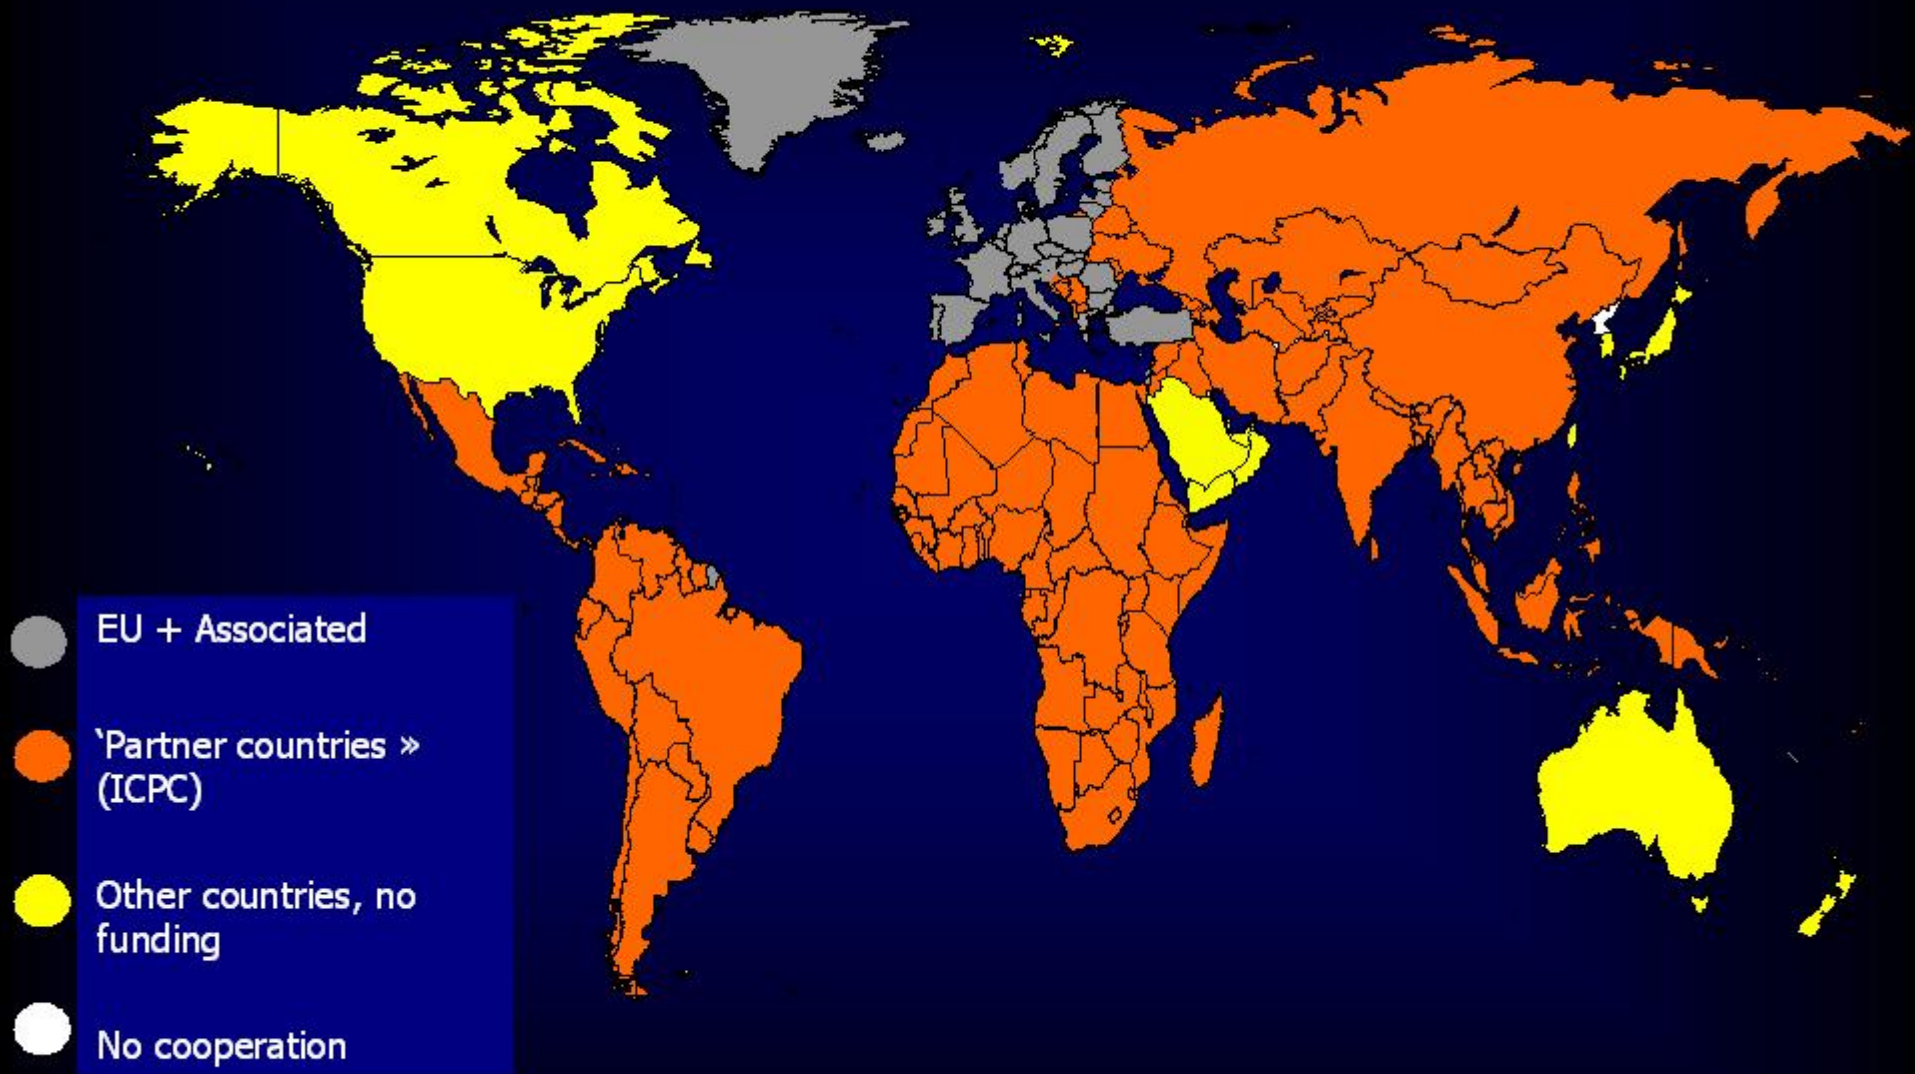 EU + Associated
‘Partner countries »
(ICPC)
Other countries, no
funding
No cooperation